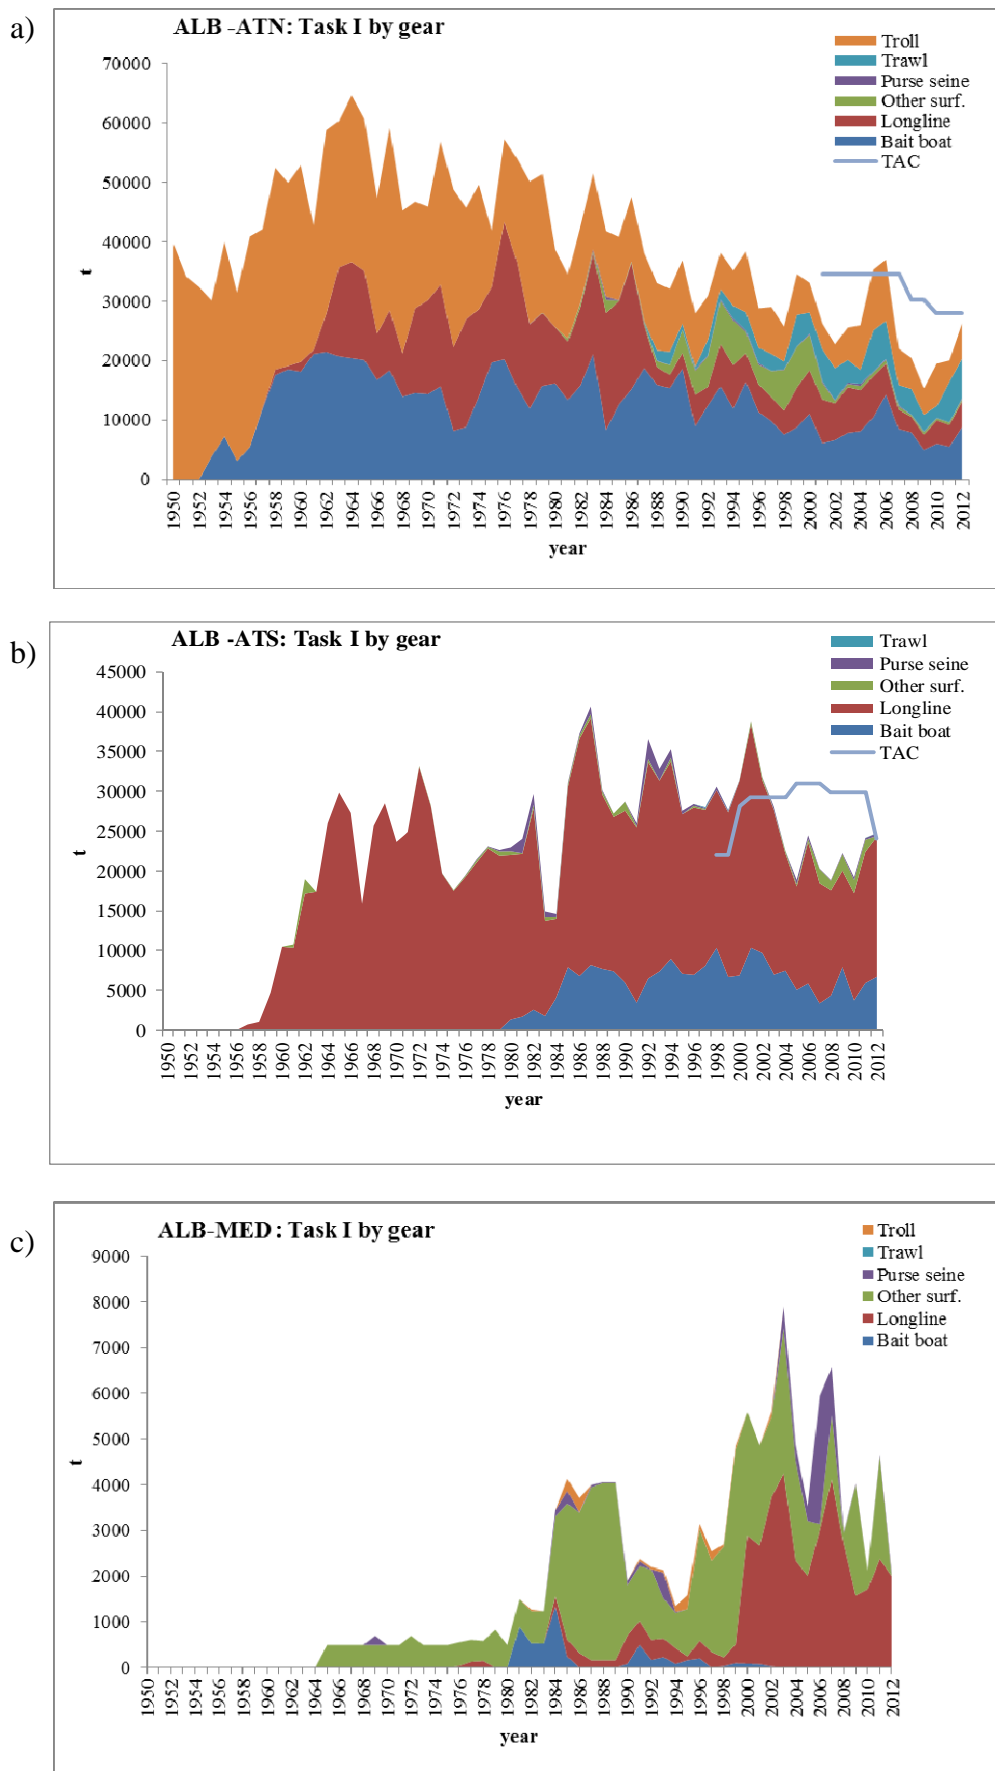 a)
ALB -ATN: Task I by gear
Troll
Trawl
Purse seine
Other surf.
Longline
Bait boat
TAC
70000
60000
50000
40000
30000
20000
10000
0
t
1950 1952 1954 1956 1958 1960 1962 1964 1966 1968 1970 1972 1974 1976 1978 1980 1982 1984 1986 1988 1990 1992 1994 1996 1998 2000 2002 2004 2006 2008 2010 2012
year
b)
ALB -ATS: Task I by gear
Trawl
Purse seine
Other surf.
Longline
Bait boat
TAC
45000
40000
35000
30000
25000
20000
15000
10000
5000
0
t
1950 1952 1954 1956 1958 1960 1962 1964 1966 1968 1970 1972 1974 1976 1978 1980 1982 1984 1986 1988 1990 1992 1994 1996 1998 2000 2002 2004 2006 2008 2010 2012
year
c)
ALB-MED: Task I by gear
Troll
Trawl
Purse seine
Other surf.
Longline
Bait boat
9000
8000
7000
6000
5000
4000
3000
2000
1000
0
t
1950 1952 1954 1956 1958 1960 1962 1964 1966 1968 1970 1972 1974 1976 1978 1980 1982 1984 1986 1988 1990 1992 1994 1996 1998 2000 2002 2004 2006 2008 2010 2012
year